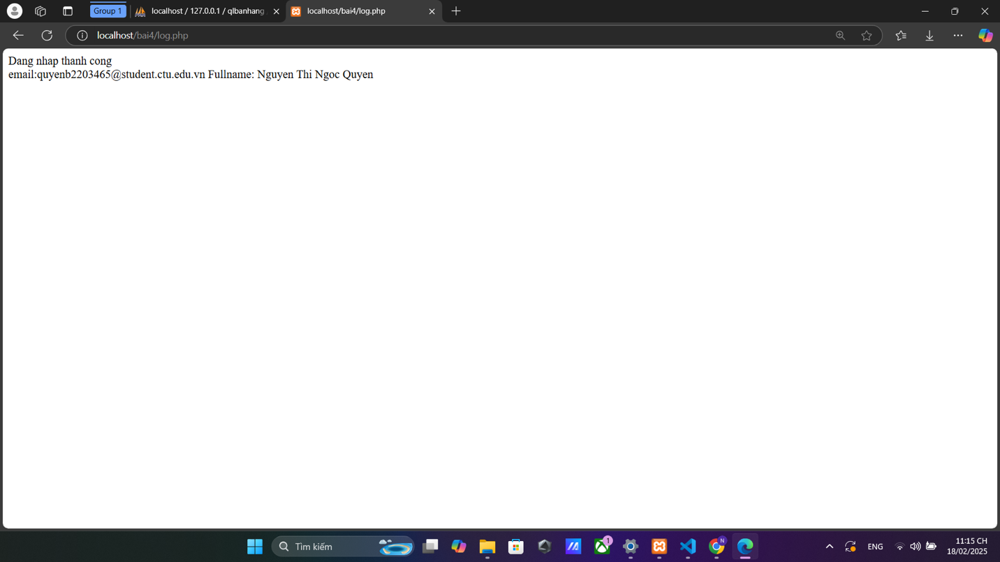 Group 1
localhost / 127.0.0.1 / qlbanhang
localhost/bai4/log.php
localhost/bai4/log.php
Dang nhap thanh cong
email:quyenb2203465@student.ctu.edu.vn Fullname: Nguyen Thi Ngoc Quyen
Tìm kiếm
1
N
ENG
11:15 CH
18/02/2025